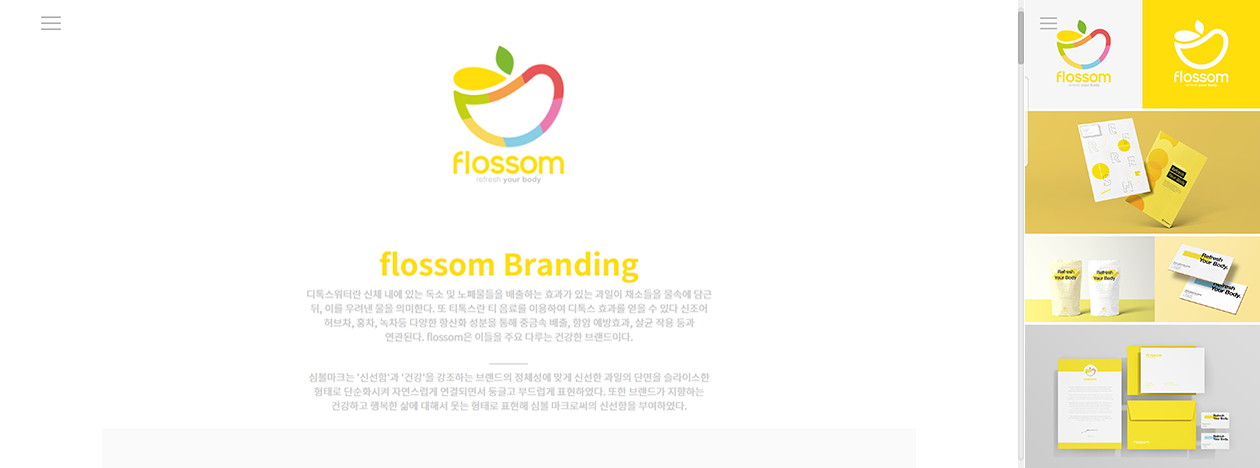 flossom
refresh your body
flossom Branding
디톡스워터란 신체 내에 있는 독소 및 노폐물들을 배출하는 효과가 있는 과일이 채소들을 물속에 담근
뒤, 이를 우려낸 물을 의미한다. 또 티톡스란 티 음료를 이용하여 디톡스 효과를 얻을 수 있다 신조어
허브차, 홍차, 녹차등 다양한 항산화 성분을 통해 중금속 배출, 항암 예방효과, 살균 작용 등과
연관된다. flossom은 이들을 주요 다루는 건강한 브랜드이다.
심볼마크는 '신선함'과 '건강'을 강조하는 브랜드의 정체성에 맞게 신선한 과일의 단면을 슬라이스한
형태로 단순화시켜 자연스럽게 연결되면서 둥글고 부드럽게 표현하였다. 또한 브랜드가 지향하는
건강하고 행복한 삶에 대해서 웃는 형태로 표현해 심볼 마크로써의 신선함을 부여하였다.
flossom
refresh your body
flossom
refresh your body
Refresh
Your Body.
Refresh
Your Body.
Refresh
Your Body.
Refresh
Your Body.
Refresh
Your Body.
Refresh
Your Body.